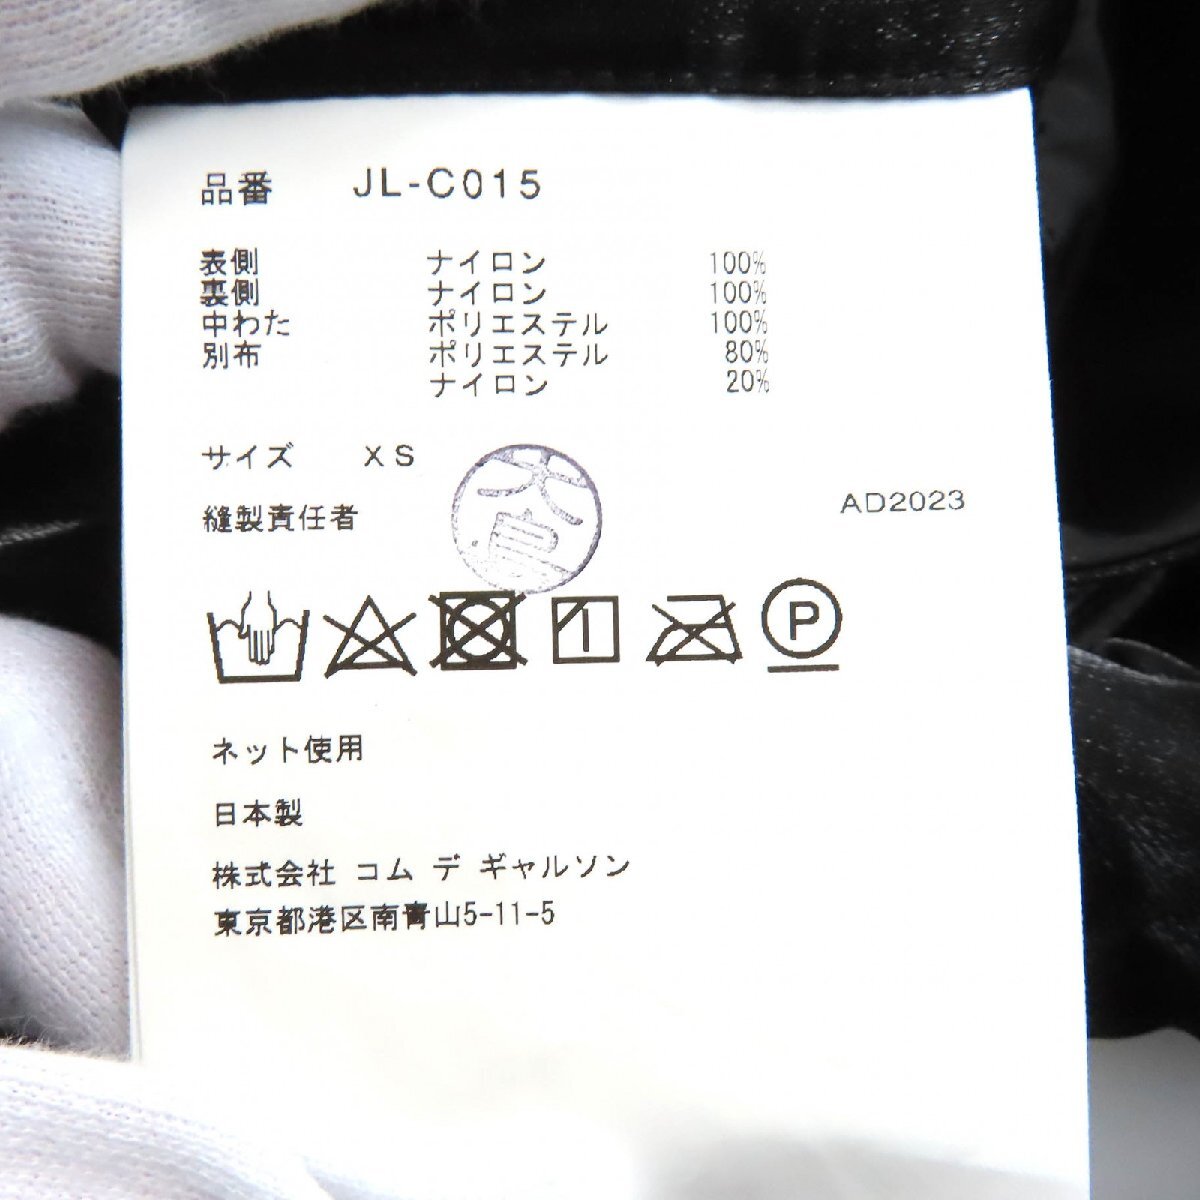 品番 JL-C015
表側 ナイロン 100%
裏側 ナイロン 100%
中わた ポリエステル 100%
別布 ポリエステル 80%
ナイロン 20%
サイズ XS
縫製責任者 大島
AD2023
P
ネット使用
日本製
株式会社 コム デ ギャルソン
東京都港区南青山5-11-5